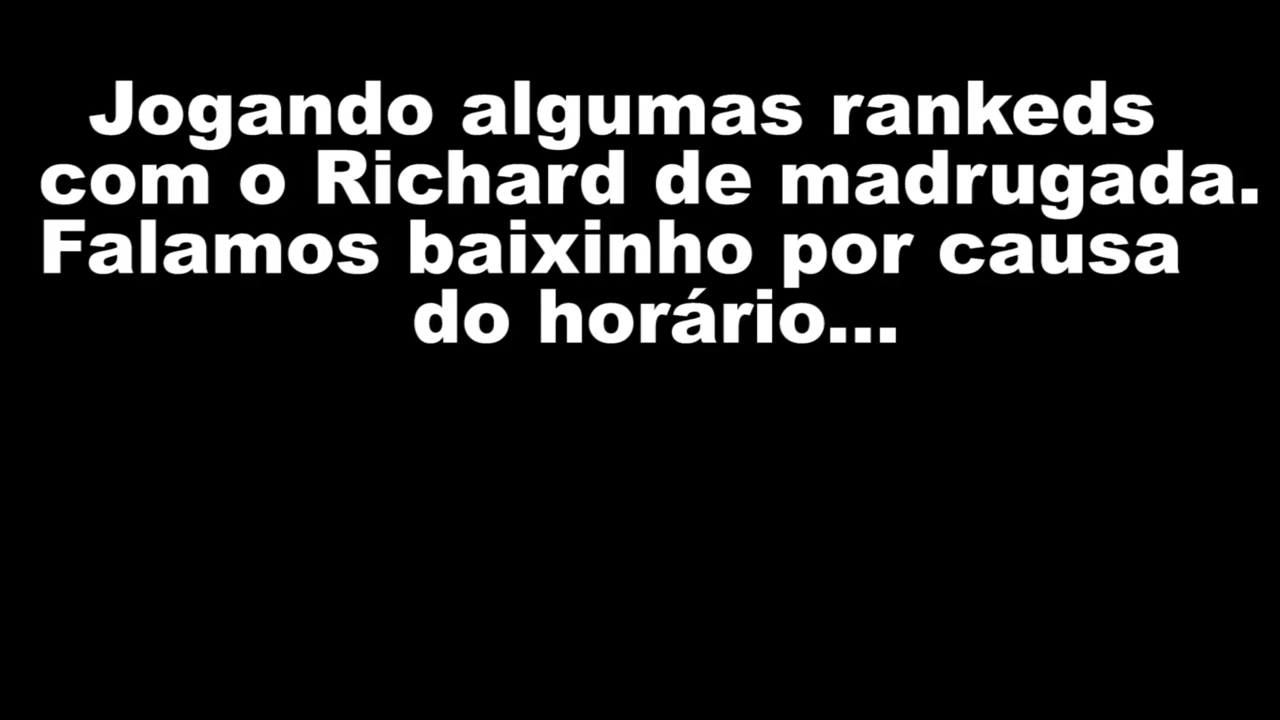 Jogando algumas rankeds
com o Richard de madrugada.
Falamos baixinho por causa
do horário...